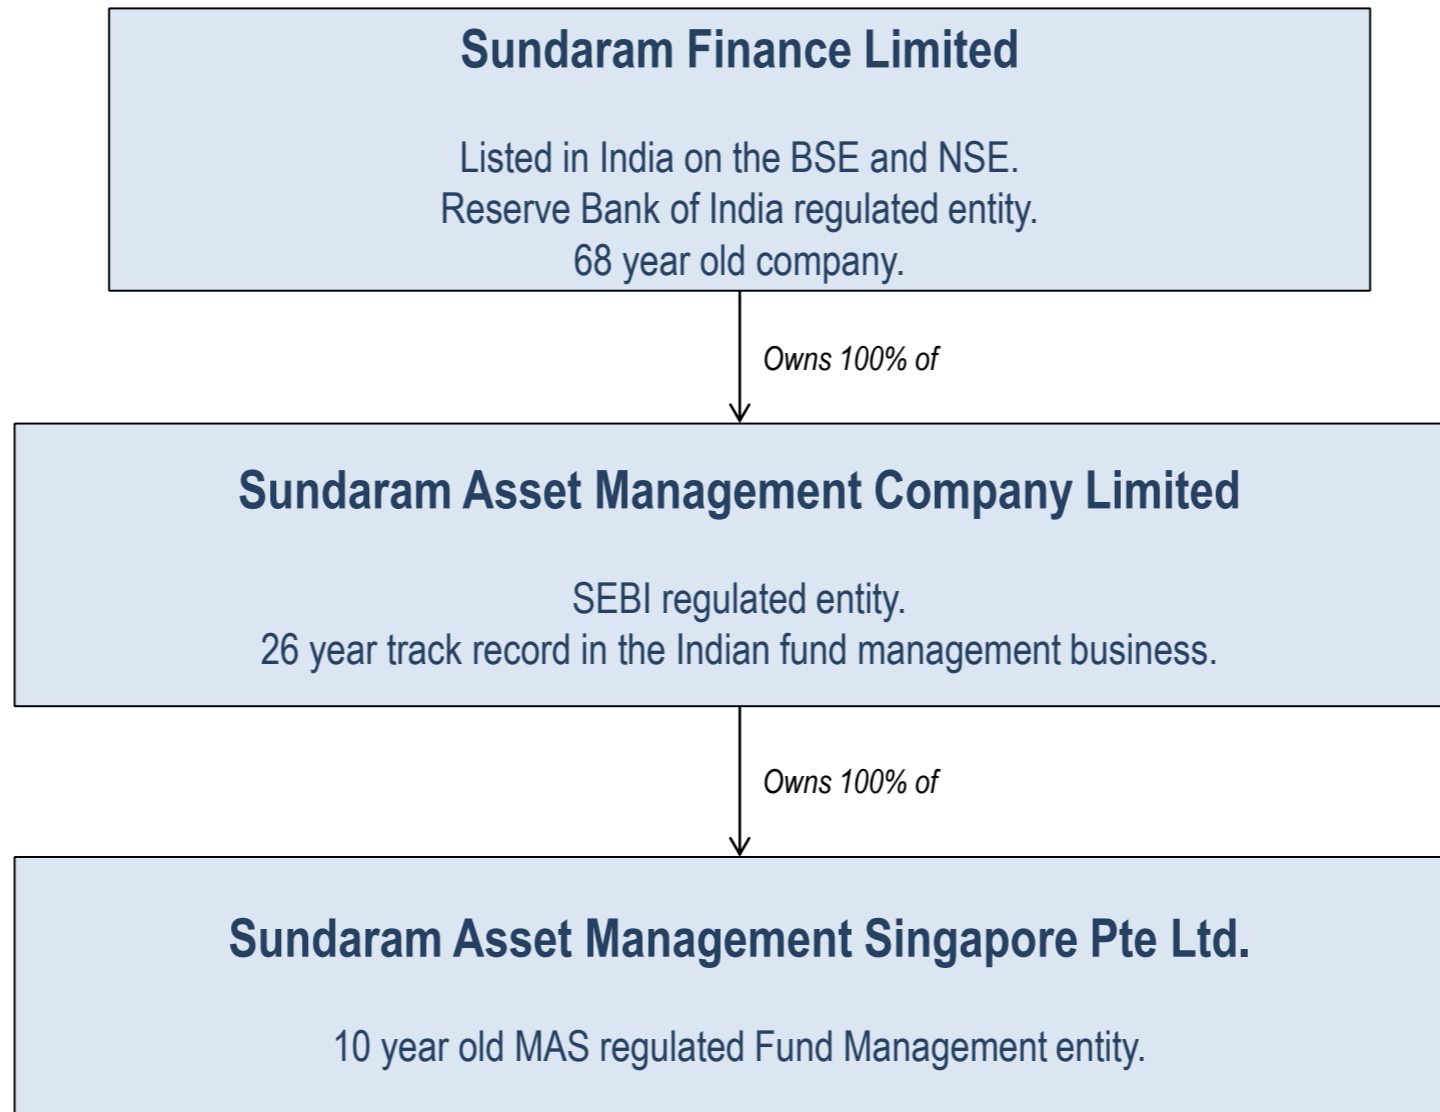 Sundaram Finance Limited
Listed in India on the BSE and NSE.
Reserve Bank of India regulated entity.
68 year old company.
Owns 100% of
Sundaram Asset Management Company Limited
SEBI regulated entity.
26 year track record in the Indian fund management business.
Owns 100% of
Sundaram Asset Management Singapore Pte Ltd.
10 year old MAS regulated Fund Management entity.